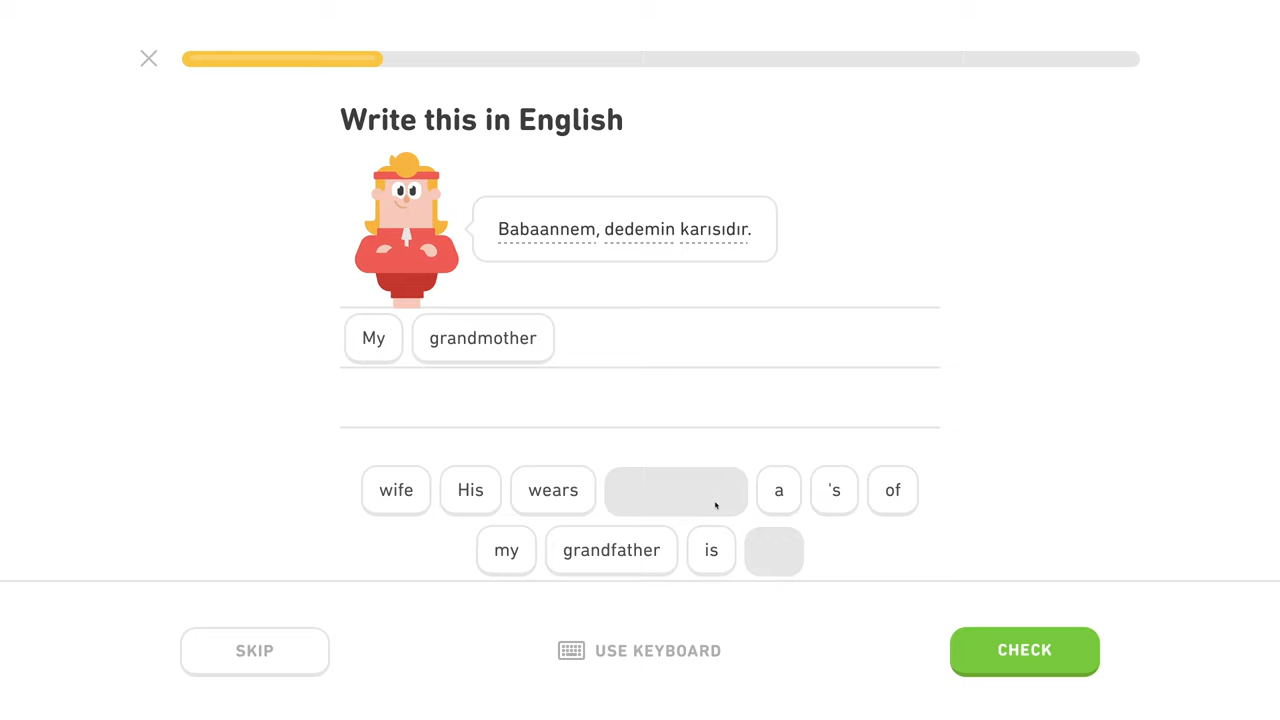 Write this in English
Babaannem, dedemin karısıdır.
My grandmother
wife His wears a 's of
my grandfather is
SKIP USE KEYBOARD CHECK